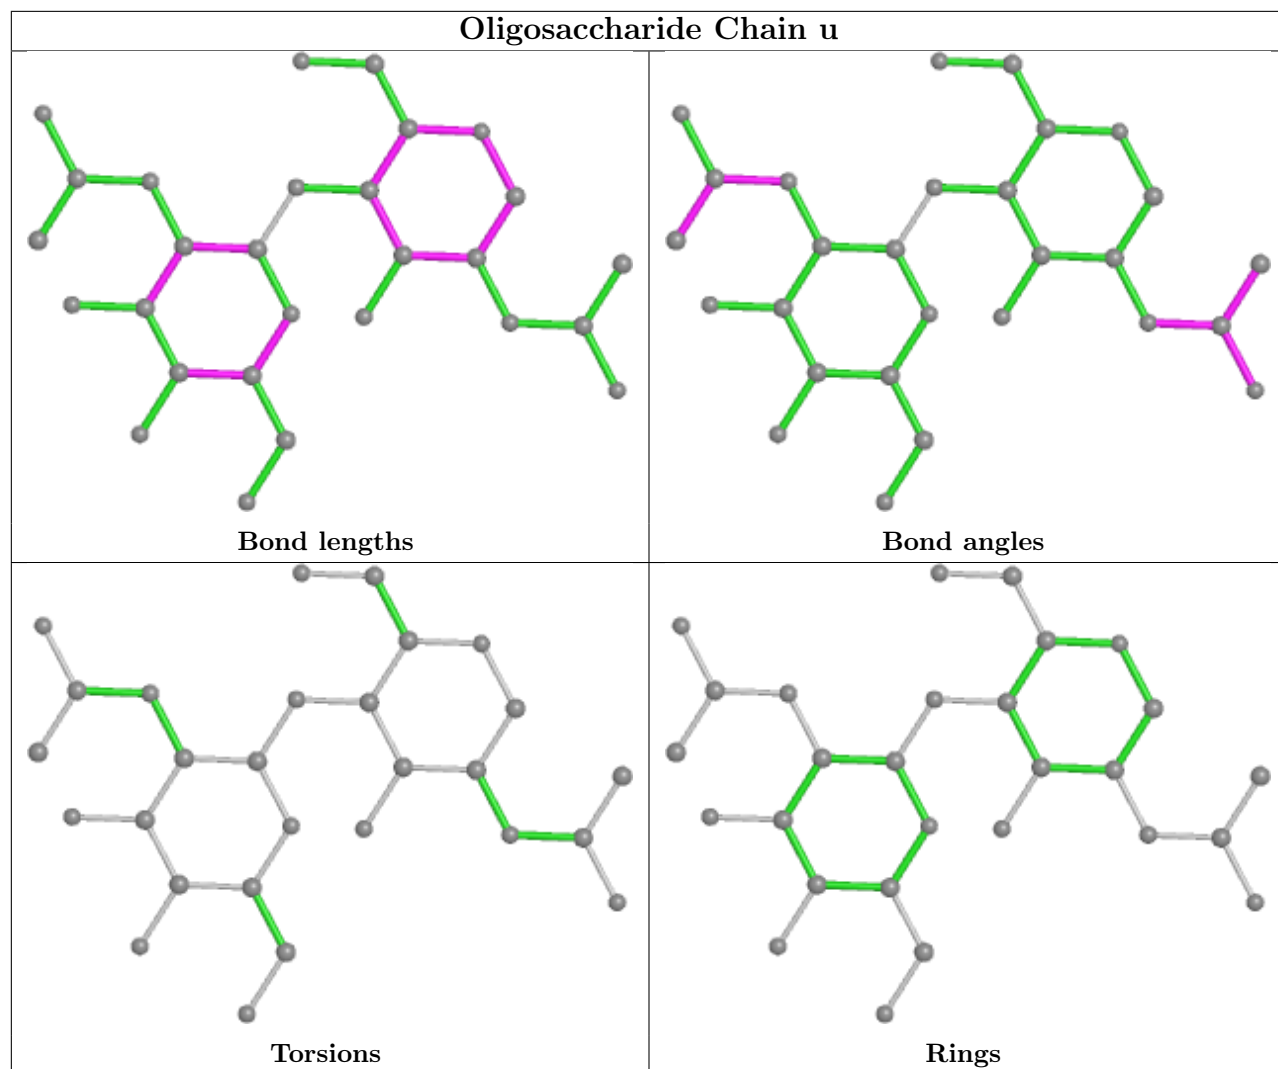 Oligosaccharide Chain u
Bond lengths
Bond angles
Torsions
Rings